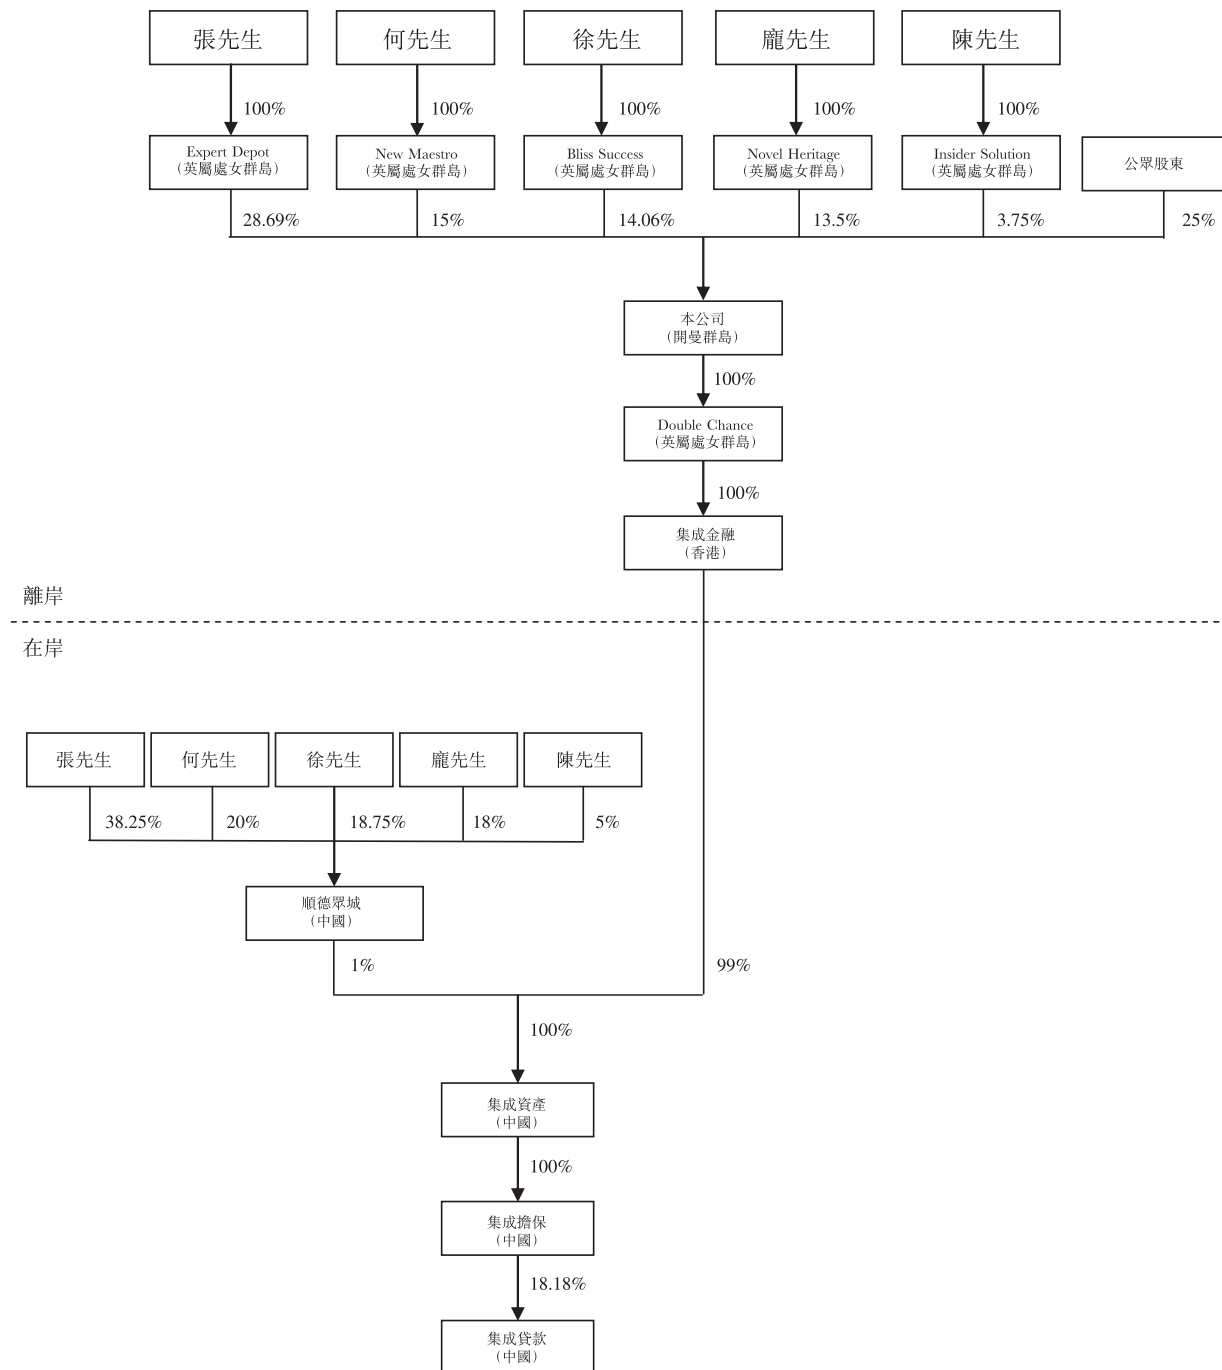 張先生
何先生
徐先生
龐先生
陳先生
100%
100%
100%
100%
100%
Expert Depot
（英屬處女群島）
New Maestro
（英屬處女群島）
Bliss Success
（英屬處女群島）
Novel Heritage
（英屬處女群島）
Insider Solution
（英屬處女群島）
公眾股東
28.69%
15%
14.06%
13.5%
3.75%
25%
本公司
（開曼群島）
100%
Double Chance
（英屬處女群島）
100%
集成金融
（香港）
離岸
在岸
張先生
何先生
徐先生
龐先生
陳先生
38.25%
20%
18.75%
18%
5%
順德眾城
（中國）
1%
99%
100%
集成資產
（中國）
100%
集成擔保
（中國）
18.18%
集成貸款
（中國）